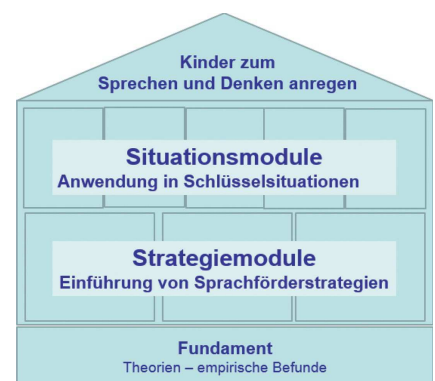 Kinder zum
Sprechen und Denken anregen
Situationsmodule
Anwendung in Schlüsselsituationen
Strategiemodule
Einführung von Sprachförderstrategien
Fundament
Theorien – empirische Befunde